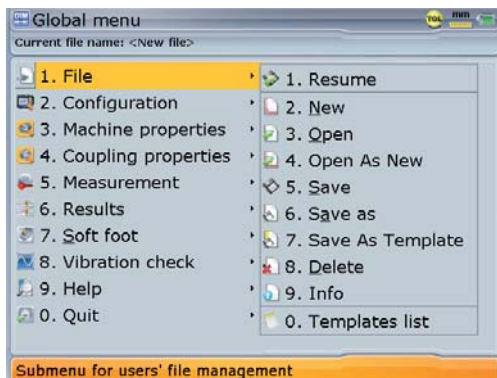 Global menu
TOL mm
Current file name: <New file>
1. File
2. Configuration
3. Machine properties
4. Coupling properties
5. Measurement
6. Results
7. Soft foot
8. Vibration check
9. Help
0. Quit
1. Resume
2. New
3. Open
4. Open As New
5. Save
6. Save as
7. Save As Template
8. Delete
9. Info
0. Templates list
Submenu for users' file management